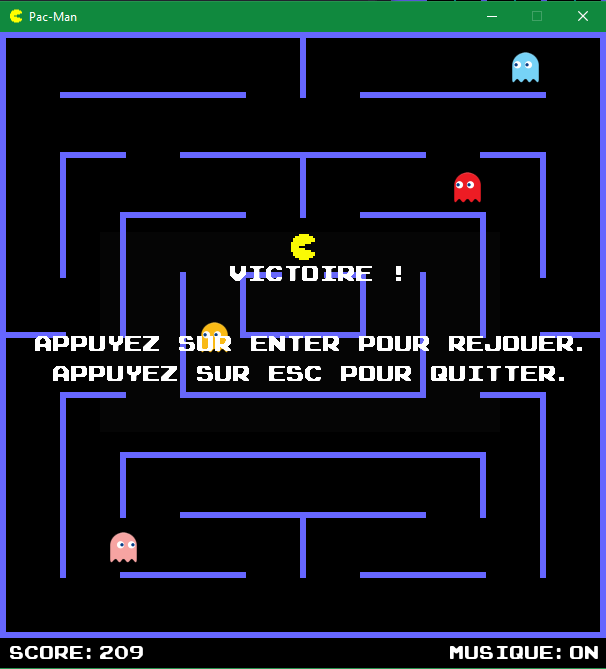 Pac-Man
VICTOIRE !
APPUYEZ SUR ENTER POUR REJOUER.
APPUYEZ SUR ESC POUR QUITTER.
SCORE: 209
MUSIQUE: ON